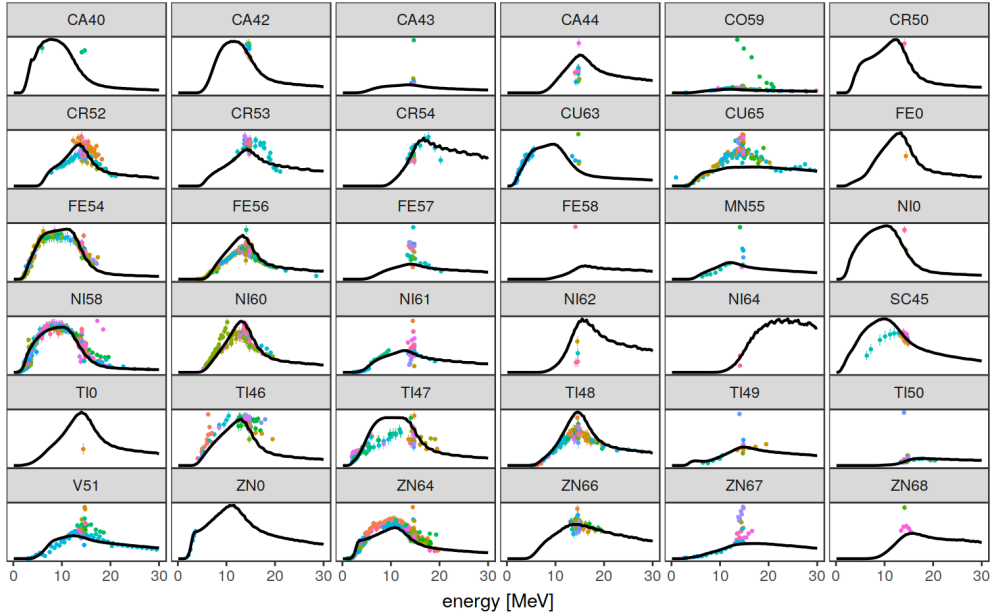 CA40 CA42 CA43 CA44 CO59 CR50
CR52 CR53 CR54 CU63 CU65 FE0
FE54 FE56 FE57 FE58 MN55 NI0
NI58 NI60 NI61 NI62 NI64 SC45
TI0 TI46 TI47 TI48 TI49 TI50
V51 ZN0 ZN64 ZN66 ZN67 ZN68
0 10 20 30 0 10 20 30 0 10 20 30 0 10 20 30 0 10 20 30 0 10 20 30
energy [MeV]